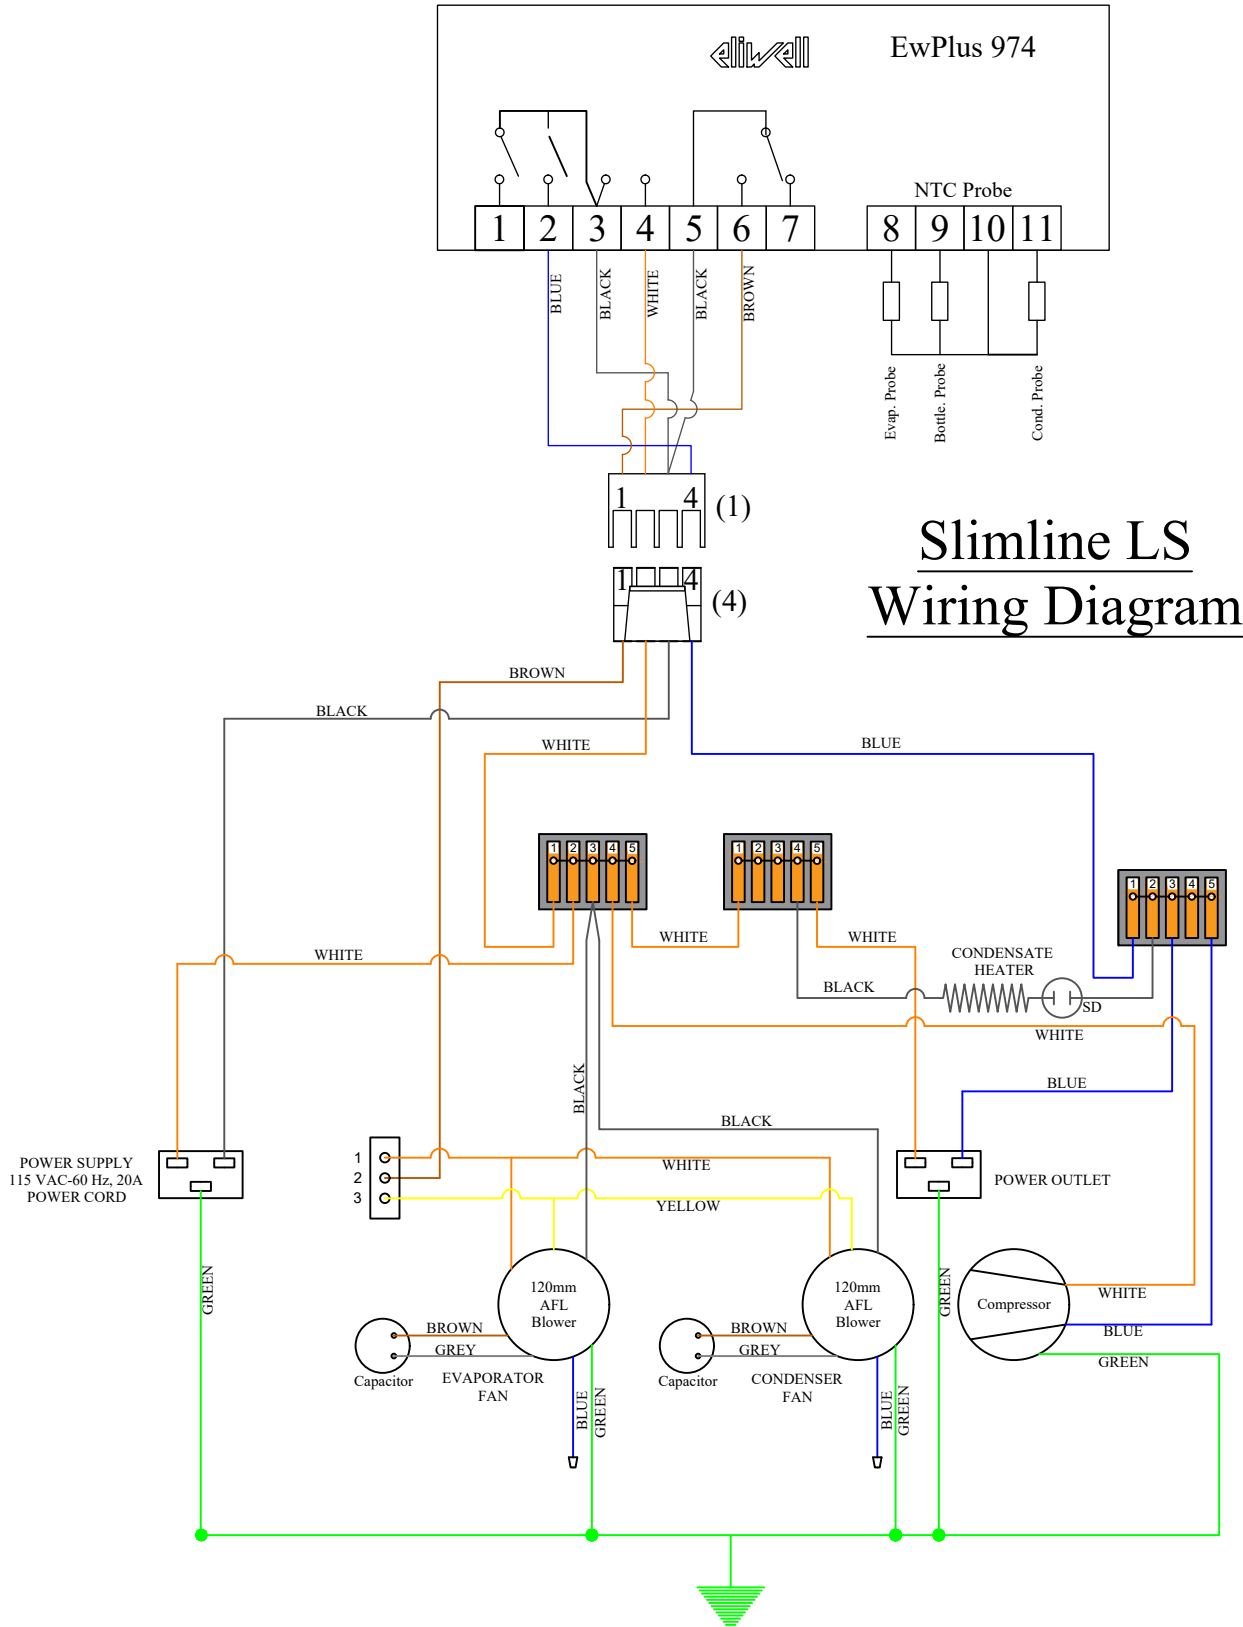 eliwell
EwPlus 974
NTC Probe
1 2 3 4 5 6 7
8 9 10 11
BLUE
BLACK
WHITE
BLACK
BROWN
Evap. Probe
Bottle. Probe
Cond. Probe
1 4 (1)
1 4 (4)
Slimline LS
Wiring Diagram
BROWN
BLACK
WHITE
BLUE
1 2 3 4 5
1 2 3 4 5
1 2 3 4 5
WHITE
WHITE
WHITE
CONDENSATE
HEATER
BLACK
SD
WHITE
BLACK
BLUE
BLACK
POWER SUPPLY
115 VAC-60 Hz, 20A
POWER CORD
1
2
3
WHITE
YELLOW
POWER OUTLET
GREEN
120mm
AFL
Blower
120mm
AFL
Blower
GREEN
Compressor
WHITE
BLUE
GREEN
BROWN
GREY
Capacitor
EVAPORATOR
FAN
BLUE
GREEN
BROWN
GREY
Capacitor
CONDENSER
FAN
BLUE
GREEN